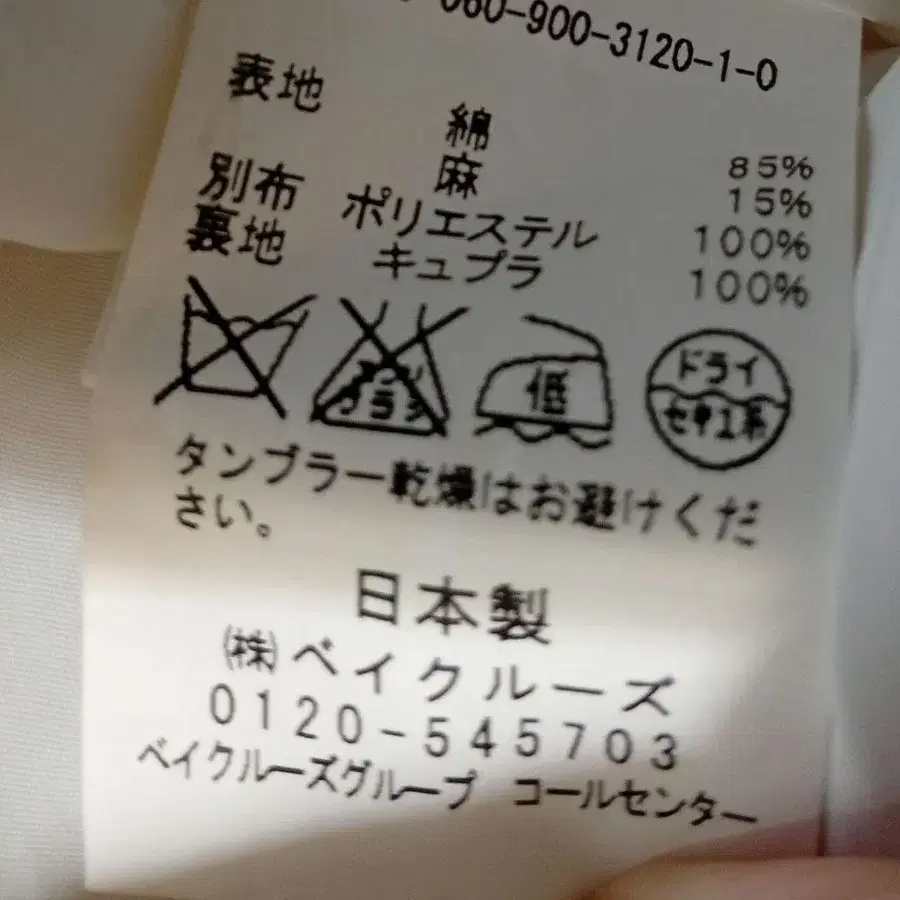 060-900-3120-1-0
表地 綿 85%
麻 15%
別布 ポリエステル 100%
裏地 キュプラ 100%
低
ドライ
セキユ系
タンブラー乾燥はお避けくだ
さい。
日本製
㈱ベイクルーズ
0120-545703
ベイクルーズグループ コールセンター